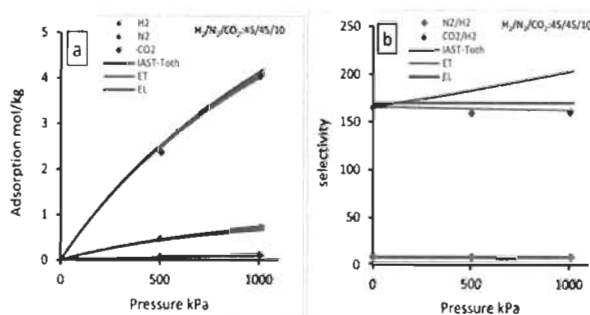 a
H2
N2
CO2
IAST-Toth
ET
EL
H₂/N₂/CO₂:45/45/10
Adsorption mol/kg
5
4
3
2
1
0
0
500
1000
Pressure kPa
b
N2/H2
CO2/H2
IAST-Toth
ET
EL
H₂/N₂/CO₂:45/45/10
selectivity
250
200
150
100
50
0
0
500
1000
Pressure kPa